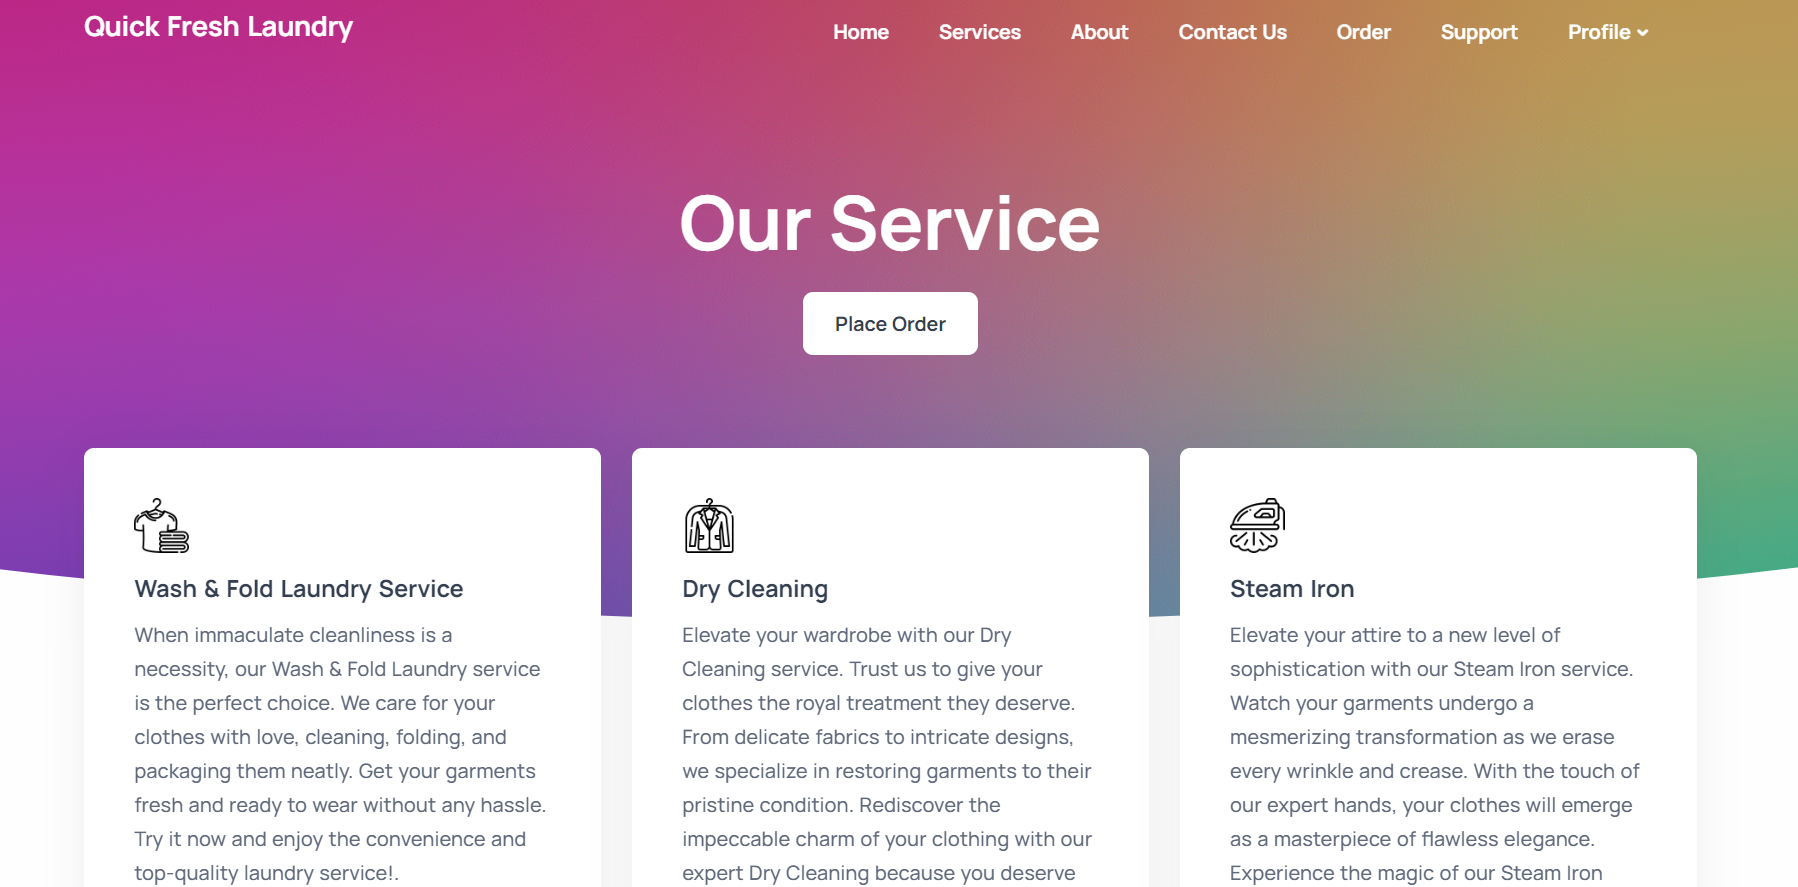 Quick Fresh Laundry
Home Services About Contact Us Order Support Profile
Our Service
Place Order
Wash & Fold Laundry Service
When immaculate cleanliness is a
necessity, our Wash & Fold Laundry service
is the perfect choice. We care for your
clothes with love, cleaning, folding, and
packaging them neatly. Get your garments
fresh and ready to wear without any hassle.
Try it now and enjoy the convenience and
top-quality laundry service!.
Dry Cleaning
Elevate your wardrobe with our Dry
Cleaning service. Trust us to give your
clothes the royal treatment they deserve.
From delicate fabrics to intricate designs,
we specialize in restoring garments to their
pristine condition. Rediscover the
impeccable charm of your clothing with our
expert Dry Cleaning because you deserve
Steam Iron
Elevate your attire to a new level of
sophistication with our Steam Iron service.
Watch your garments undergo a
mesmerizing transformation as we erase
every wrinkle and crease. With the touch of
our expert hands, your clothes will emerge
as a masterpiece of flawless elegance.
Experience the magic of our Steam Iron